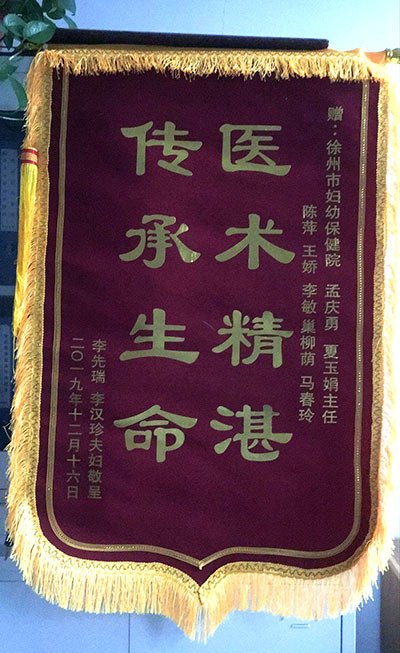 赠：徐州市妇幼保健院 孟庆勇 夏玉娟主任
陈萍 王娇 李敏 巢柳荫 马春玲
医术精湛
传承生命
李先瑞 李汉珍夫妇敬呈
二〇一九年十二月十六日